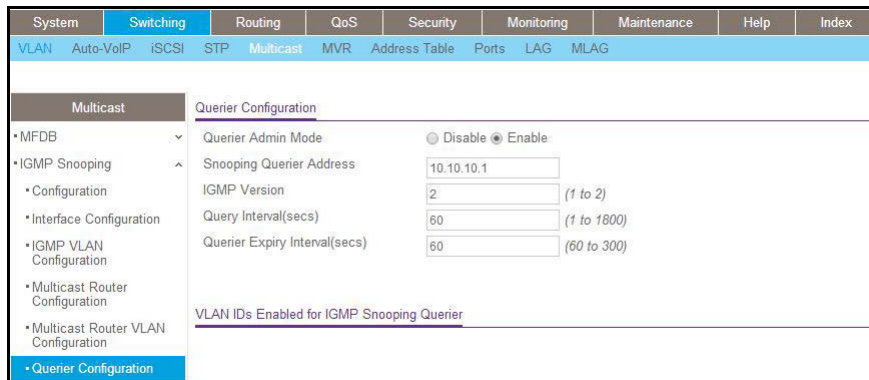 System Switching Routing QoS Security Monitoring Maintenance Help Index
VLAN Auto-VoIP iSCSI STP Multicast MVR Address Table Ports LAG MLAG
Multicast
MFDB
IGMP Snooping
Configuration
Interface Configuration
IGMP VLAN
Configuration
Multicast Router
Configuration
Multicast Router VLAN
Configuration
Querier Configuration
Querier Configuration
Querier Admin Mode Disable Enable
Snooping Querier Address 10.10.10.1
IGMP Version 2 (1 to 2)
Query Interval(secs) 60 (1 to 1800)
Querier Expiry Interval(secs) 60 (60 to 300)
VLAN IDs Enabled for IGMP Snooping Querier